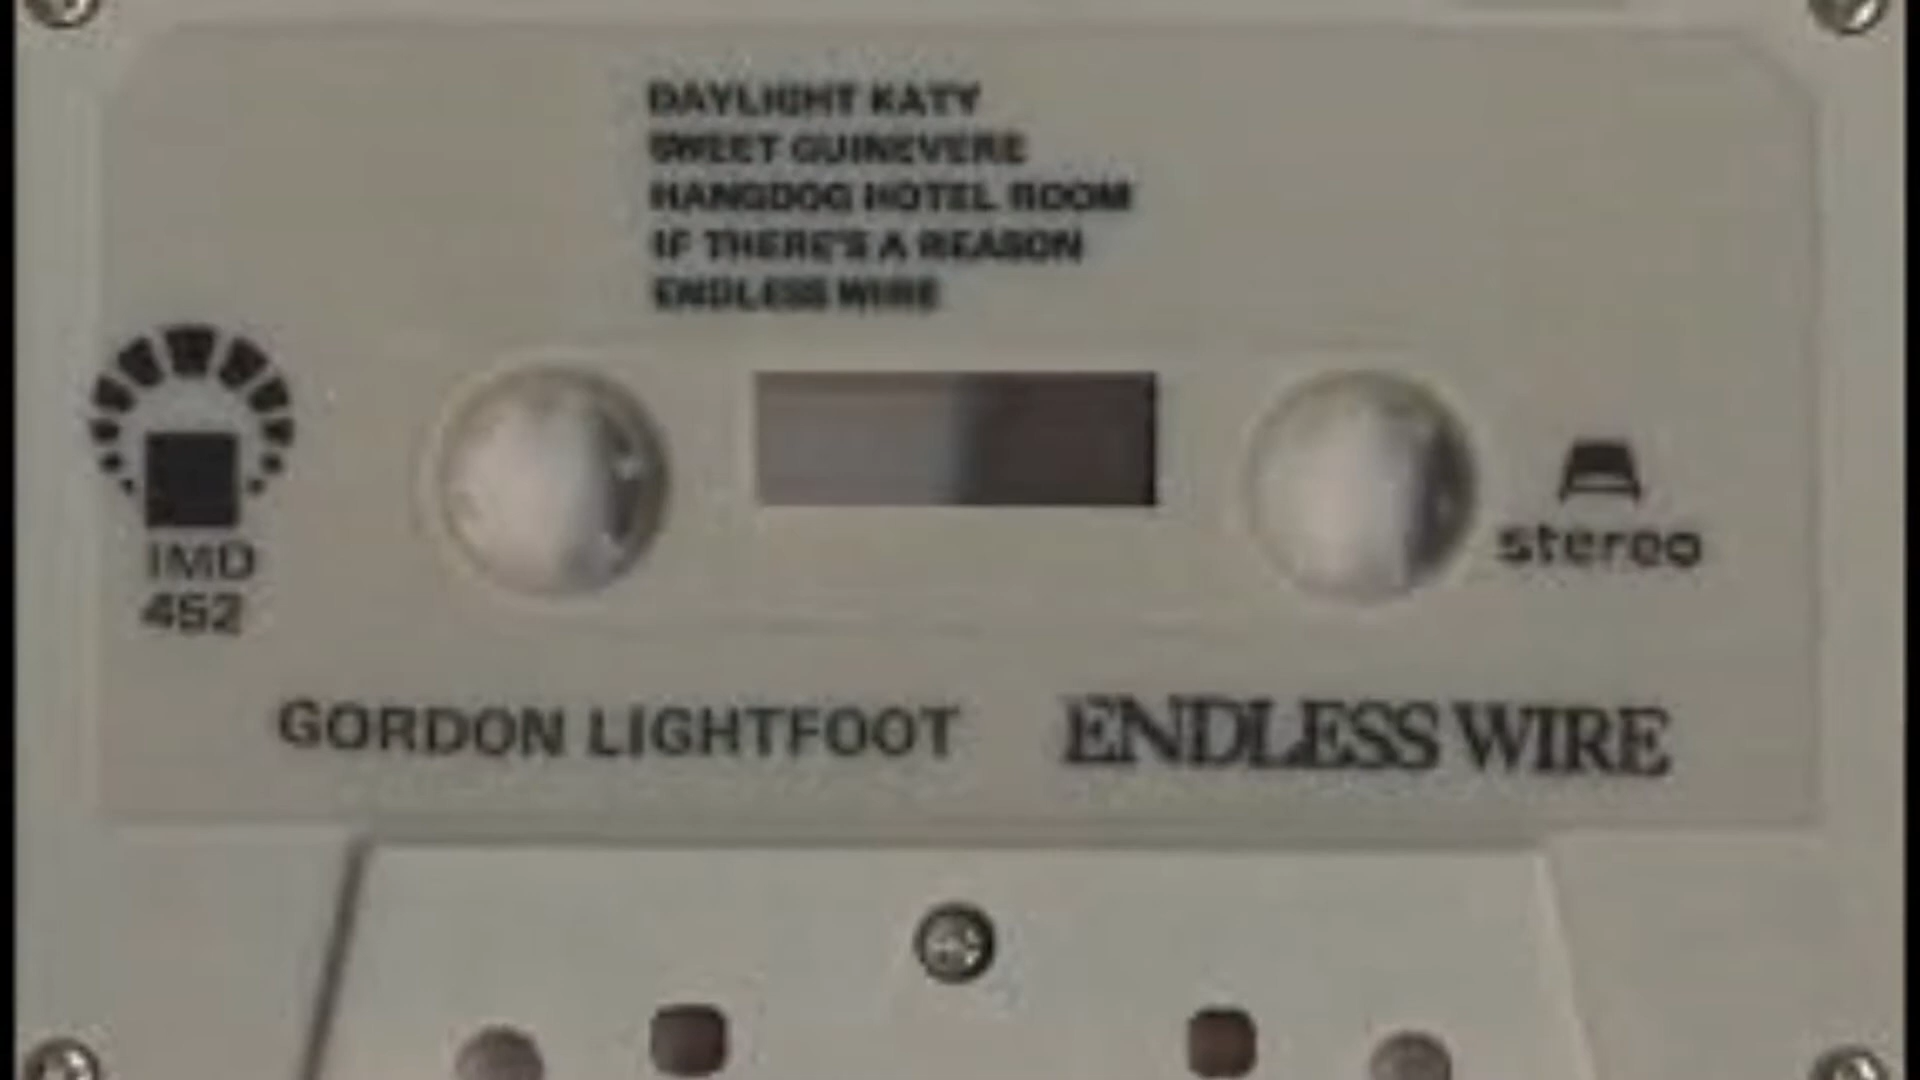 DAYLIGHT KATY
SWEET GUINEVERE
HANGDOG HOTEL ROOM
IF THERE'S A REASON
ENDLESS WIRE
IMD
452
stereo
GORDON LIGHTFOOT
ENDLESS WIRE